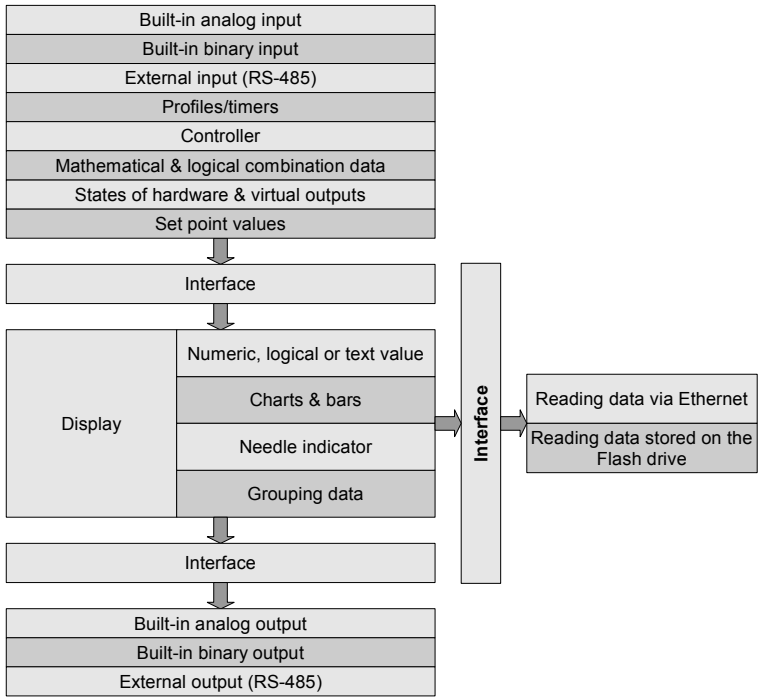 Built-in analog input
Built-in binary input
External input (RS-485)
Profiles/timers
Controller
Mathematical & logical combination data
States of hardware & virtual outputs
Set point values
Interface
Display
Numeric, logical or text value
Charts & bars
Needle indicator
Grouping data
Interface
Reading data via Ethernet
Reading data stored on the
Flash drive
Interface
Built-in analog output
Built-in binary output
External output (RS-485)